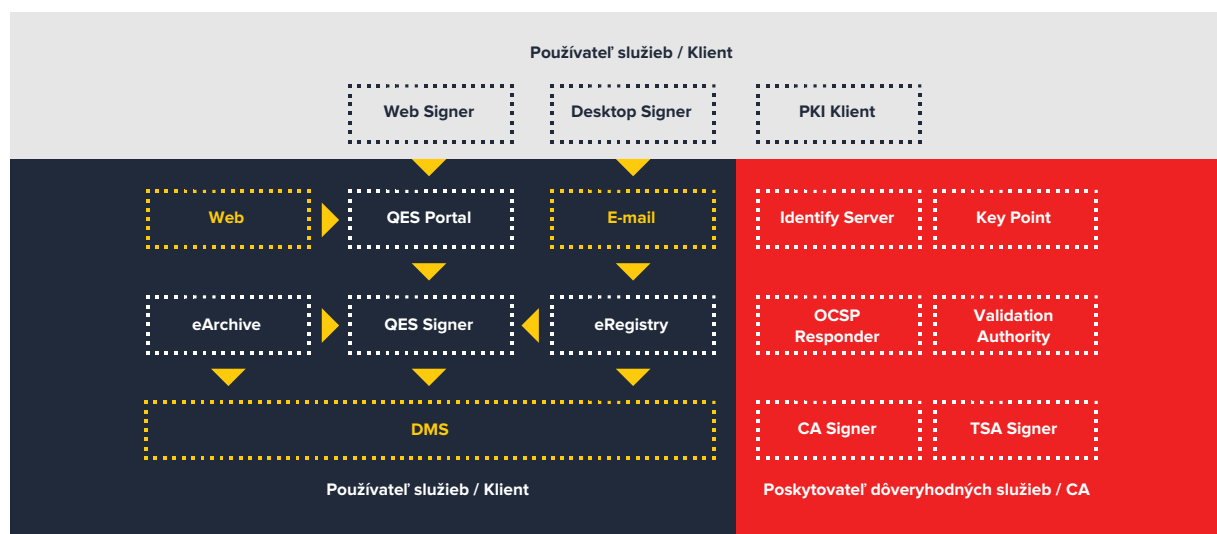 Používateľ služieb / Klient
Web Signer
Desktop Signer
PKI Klient
Web
QES Portal
E-mail
Identify Server
Key Point
eArchive
QES Signer
eRegistry
OCSP
Responder
Validation
Authority
DMS
CA Signer
TSA Signer
Používateľ služieb / Klient
Poskytovateľ dôveryhodných služieb / CA